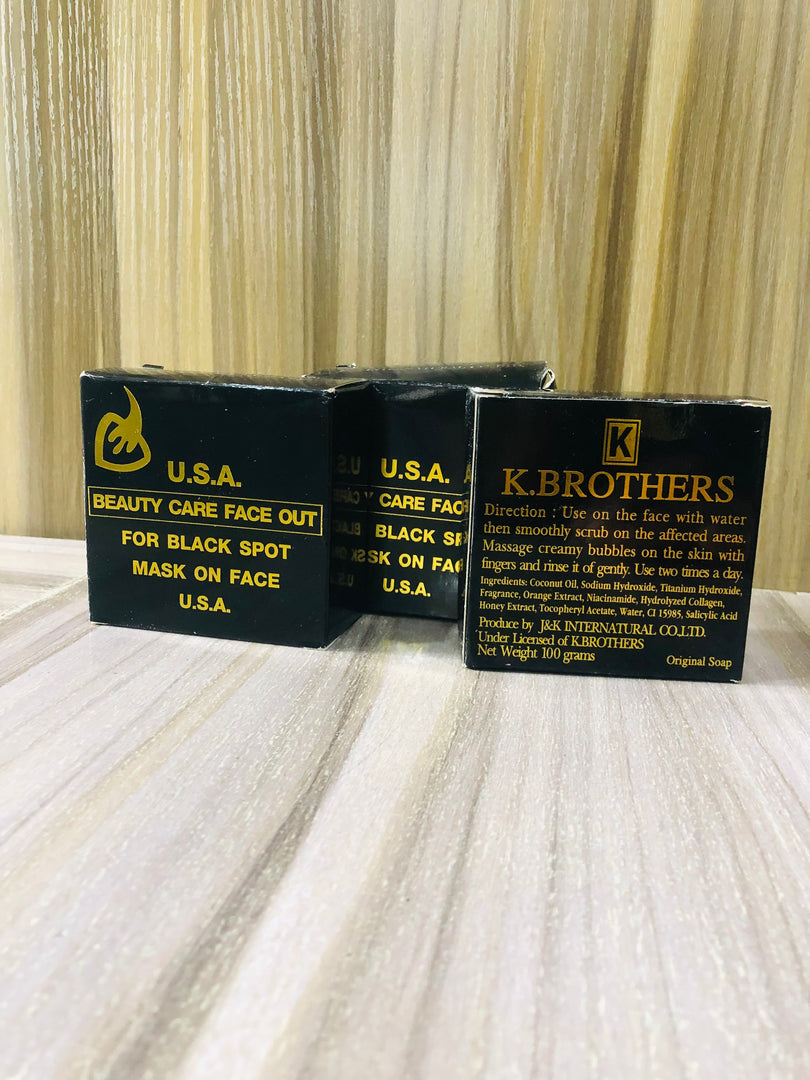 U.S.A.
BEAUTY CARE FACE OUT
FOR BLACK SPOT
MASK ON FACE
U.S.A.
U.S.A.
CARE
BLACK
ON
U.S.A.
K
K.BROTHERS
Direction : Use on the face with water
then smoothly scrub on the affected areas.
Massage creamy bubbles on the skin with
fingers and rinse it of gently. Use two times a day.
Ingredients: Coconut Oil, Sodium Hydroxide, Titanium Hydroxide,
Fragrance, Orange Extract, Niacinamide, Hydrolyzed Collagen,
Honey Extract, Tocopheryl Acetate, Water, CI 15985, Salicylic Acid
Produce by J&K INTERNATURAL CO.,LTD.
Under Licensed of K.BROTHERS
Net Weight 100 grams
Original Soap